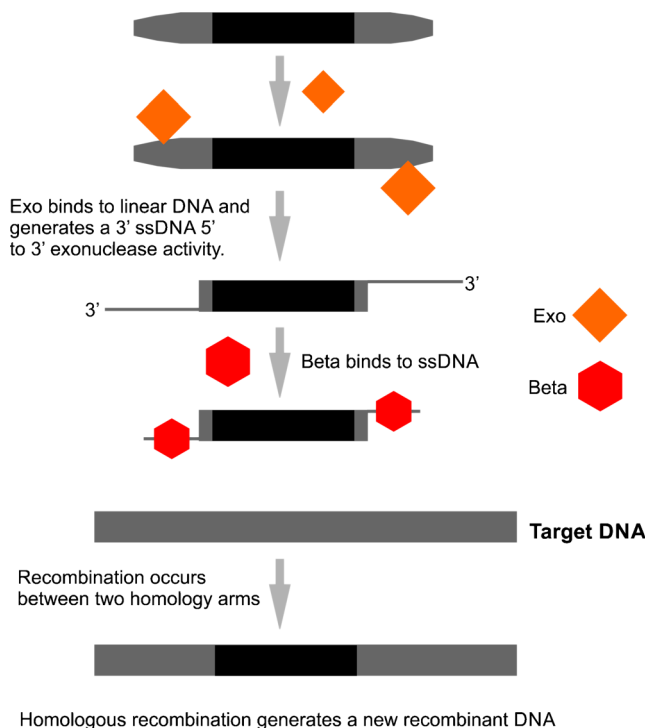 Exo binds to linear DNA and
generates a 3’ ssDNA 5’
to 3’ exonuclease activity.
3’
3’
Exo
Beta binds to ssDNA
Beta
Target DNA
Recombination occurs
between two homology arms
Homologous recombination generates a new recombinant DNA